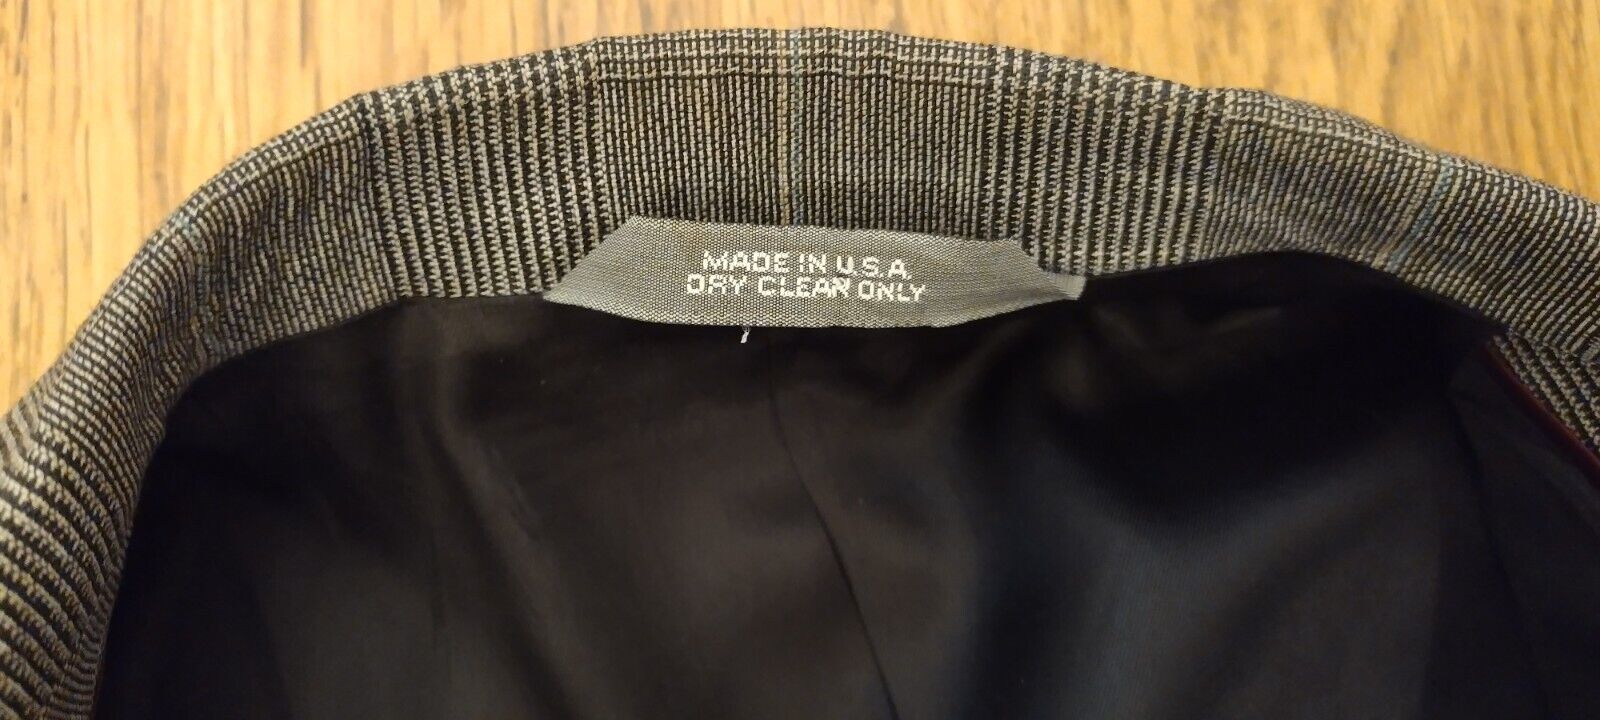 MADE IN U.S.A.
DRY CLEAN ONLY